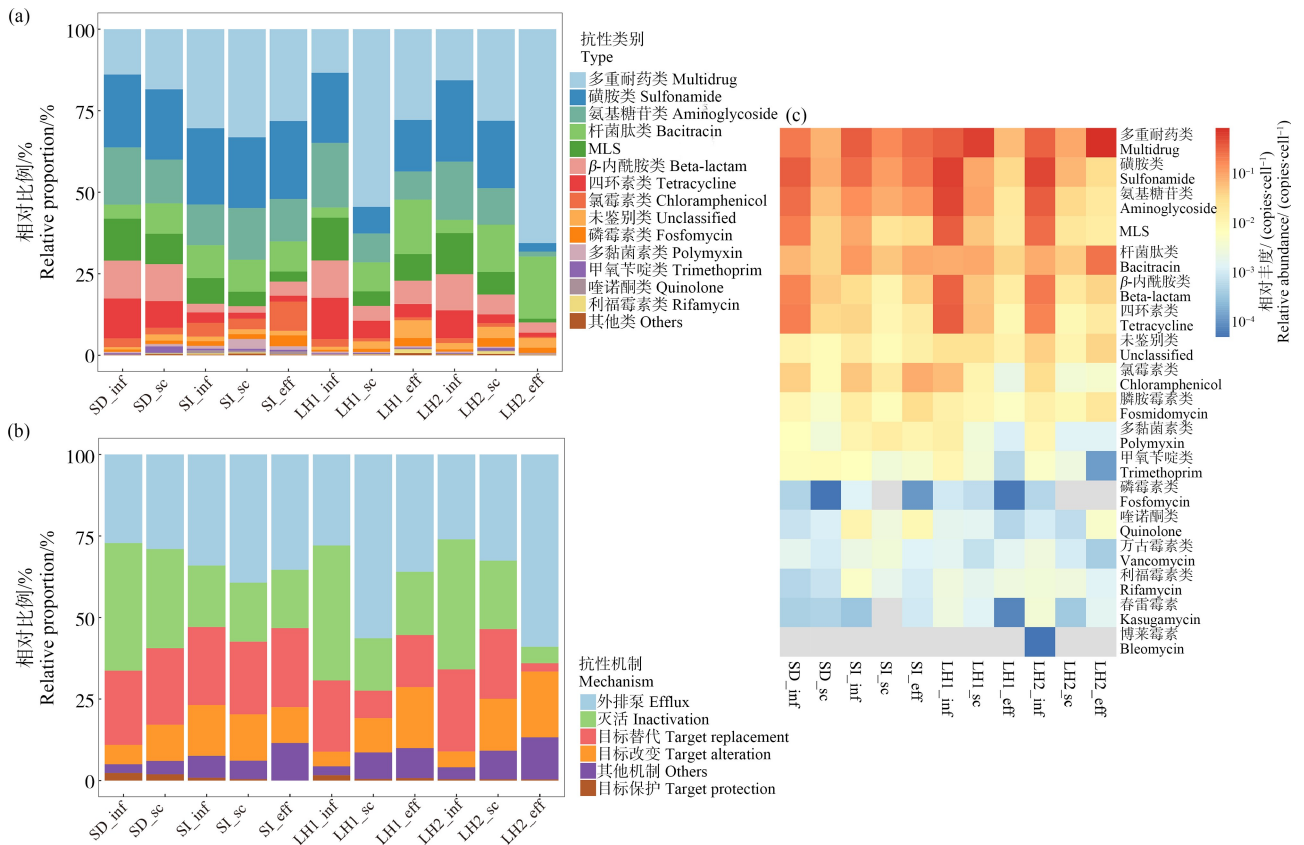 (a)
相对比例/%
Relative proportion/%
100
75
50
25
0
SD_inf
SD_sc
SI_inf
SI_sc
SI_eff
LH1_inf
LH1_sc
LH1_eff
LH2_inf
LH2_sc
LH2_eff
抗性类别
Type
多重耐药类 Multidrug
磺胺类 Sulfonamide
氨基糖苷类 Aminoglycoside
杆菌肽类 Bacitracin
MLS
β-内酰胺类 Beta-lactam
四环素类 Tetracycline
氯霉素类 Chloramphenicol
未鉴别类 Unclassified
磷霉素类 Fosfomycin
多黏菌素类 Polymyxin
甲氧苄啶类 Trimethoprim
喹诺酮类 Quinolone
利福霉素类 Rifamycin
其他类 Others
(b)
相对比例/%
Relative proportion/%
100
75
50
25
0
SD_inf
SD_sc
SI_inf
SI_sc
SI_eff
LH1_inf
LH1_sc
LH1_eff
LH2_inf
LH2_sc
LH2_eff
抗性机制
Mechanism
外排泵 Efflux
灭活 Inactivation
目标替代 Target replacement
目标改变 Target alteration
其他机制 Others
目标保护 Target protection
(c)
多重耐药类
Multidrug
磺胺类
Sulfonamide
氨基糖苷类
Aminoglycoside
MLS
杆菌肽类
Bacitracin
β-内酰胺类
Beta-lactam
四环素类
Tetracycline
未鉴别类
Unclassified
氯霉素类
Chloramphenicol
膦胺霉素类
Fosmidomycin
多黏菌素类
Polymyxin
甲氧苄啶类
Trimethoprim
磷霉素类
Fosfomycin
喹诺酮类
Quinolone
万古霉素类
Vancomycin
利福霉素类
Rifamycin
春雷霉素
Kasugamycin
博莱霉素
Bleomycin
SD_inf
SD_sc
SI_inf
SI_sc
SI_eff
LH1_inf
LH1_sc
LH1_eff
LH2_inf
LH2_sc
LH2_eff
10⁻¹
10⁻²
10⁻³
10⁻⁴
相对丰度/ (copies·cell⁻¹)
Relative abundance/ (copies·cell⁻¹)